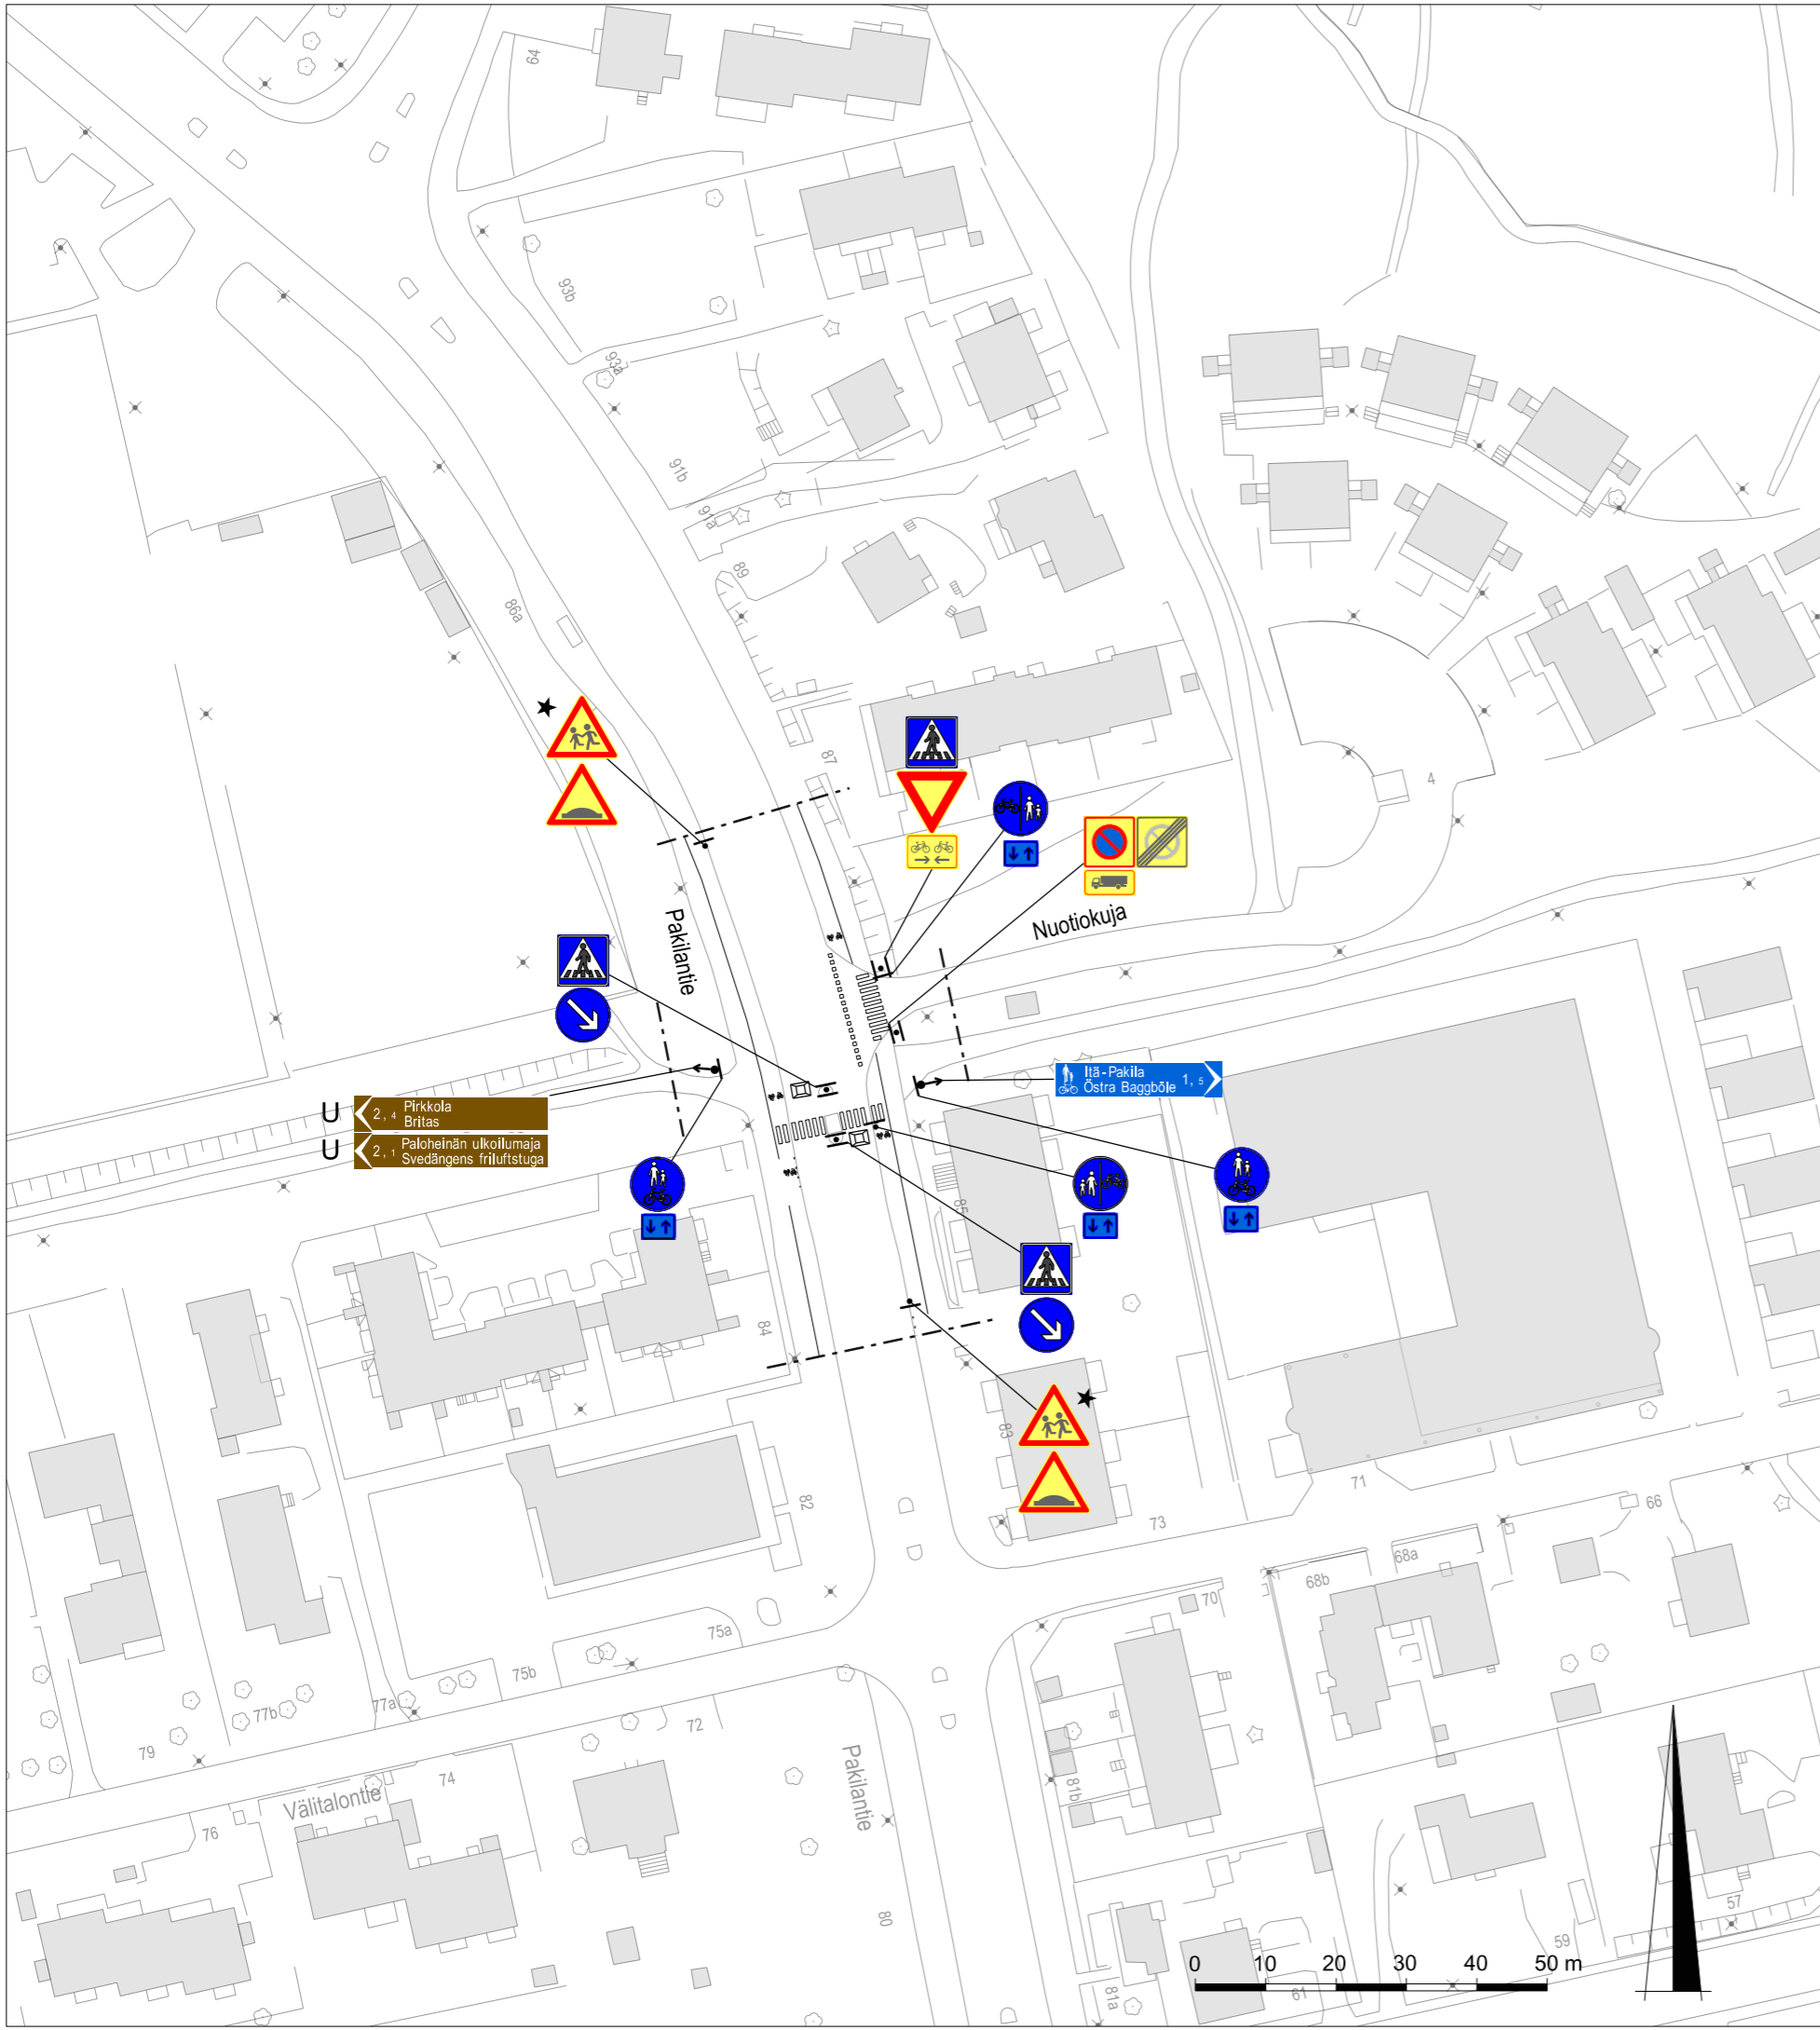 64
93b
93a
91b
91a
89
86a
87
4
Nuotiokuja
Pakilantie
Itä-Pakila 1,5
Östra Baggböle
U 2,4 Pirkkola
Britas
U 2,1 Paloheinän ulkoilumaja
Svedängens friluftstuga
85
84
83
82
71
73
66
68a
68b
70
75a
75b
77a
77b
72
79
74
Välitalontie
Pakilantie
76
81b
80
57
59
61
81a
0 10 20 30 40 50 m